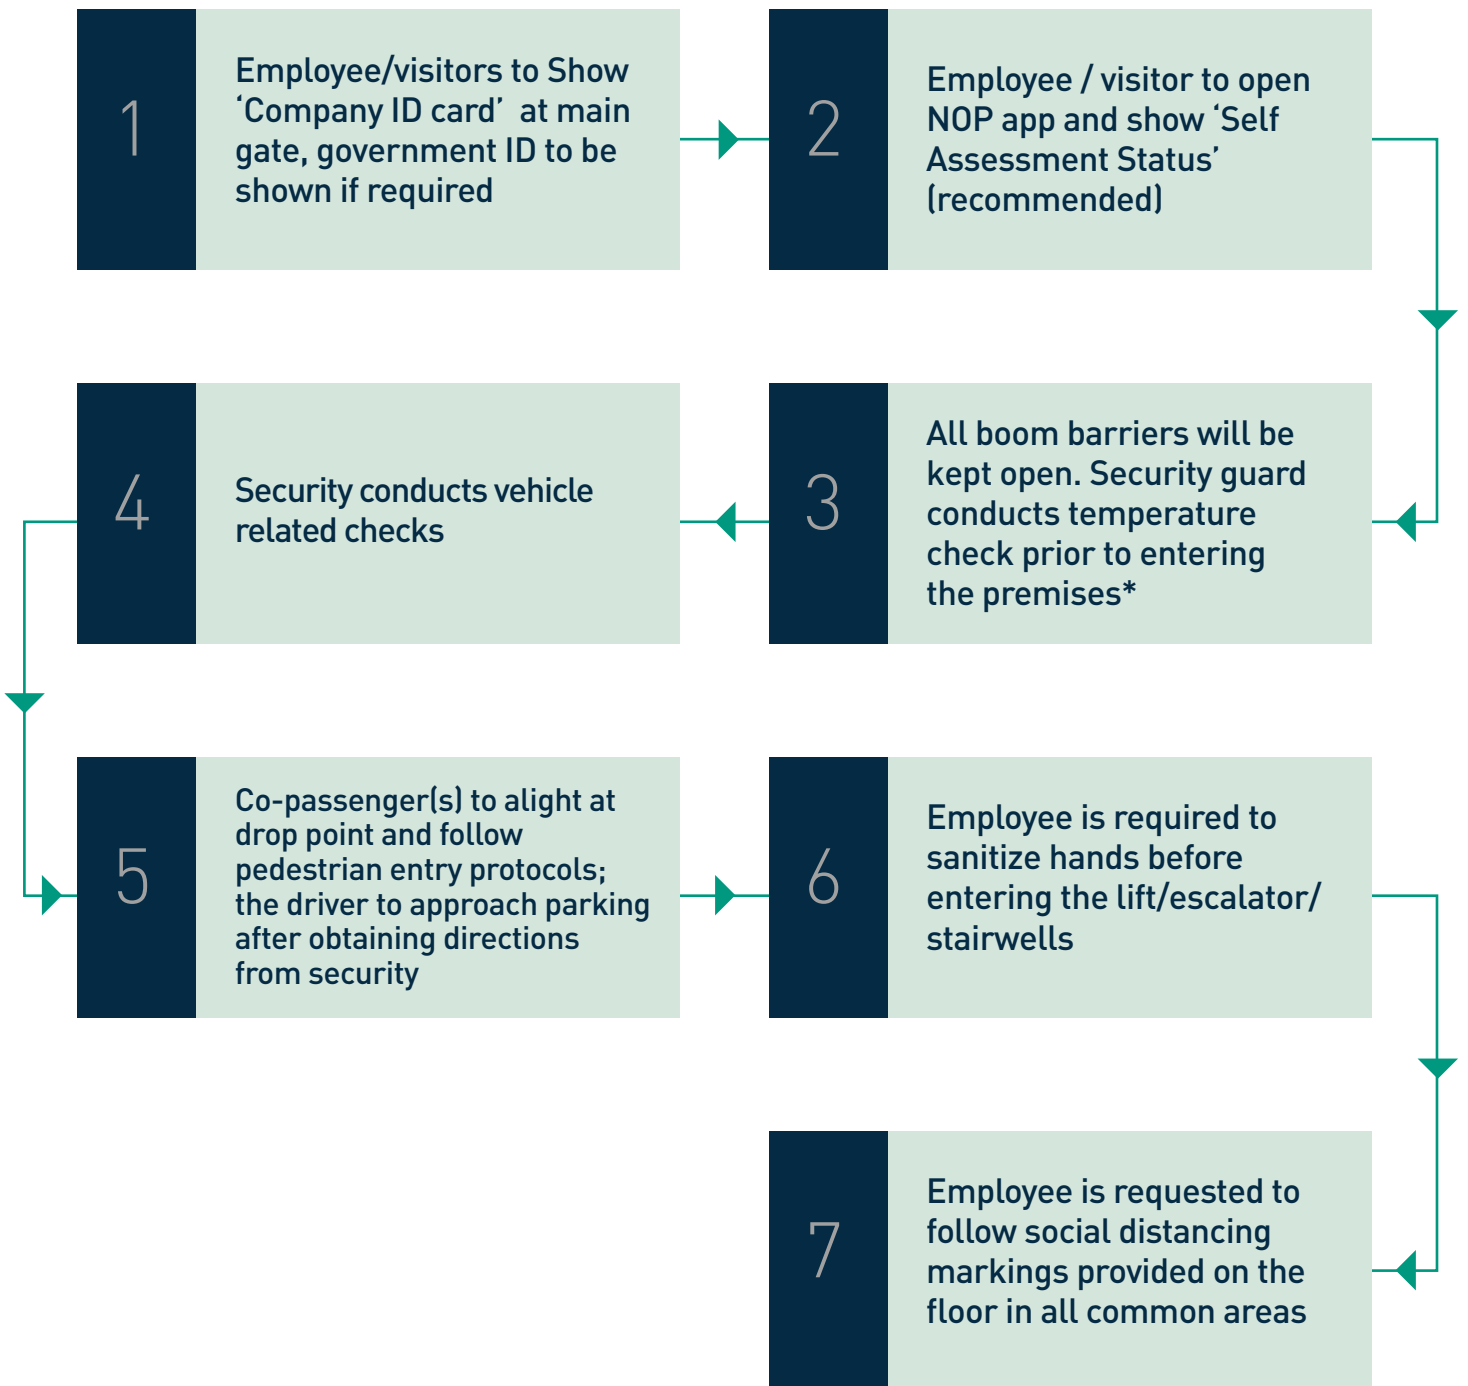 1
Employee/visitors to Show
‘Company ID card’  at main
gate, government ID to be
shown if required
2
Employee / visitor to open
NOP app and show ‘Self
Assessment Status’
(recommended)
3
All boom barriers will be
kept open. Security guard
conducts temperature
check prior to entering
the premises*
4
Security conducts vehicle
related checks
5
Co-passenger(s) to alight at
drop point and follow
pedestrian entry protocols;
the driver to approach parking
after obtaining directions
from security
6
Employee is required to
sanitize hands before
entering the lift/escalator/
stairwells
7
Employee is requested to
follow social distancing
markings provided on the
floor in all common areas